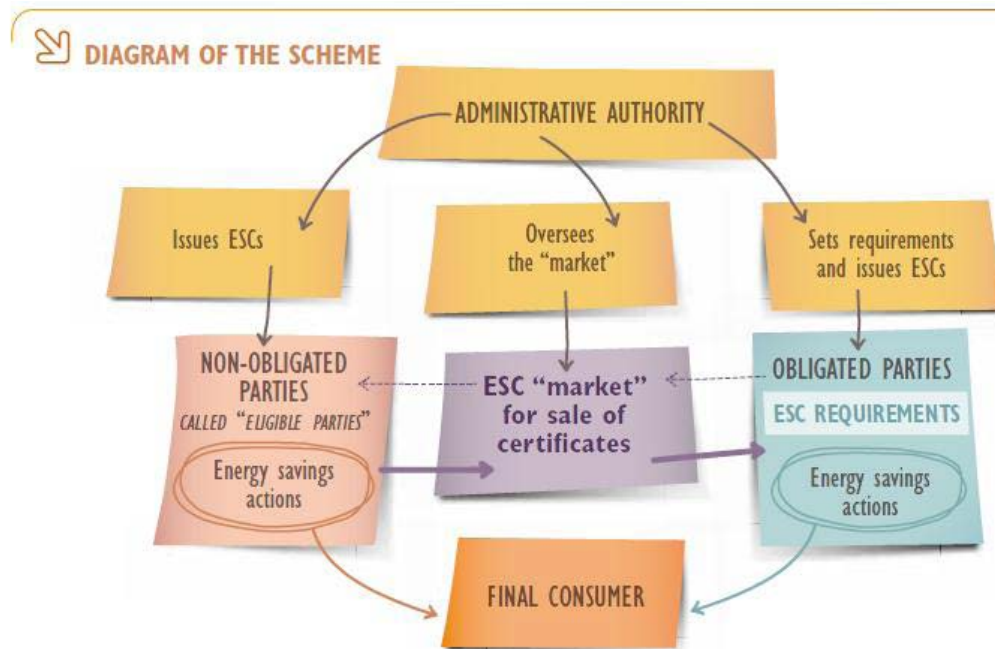 DIAGRAM OF THE SCHEME
ADMINISTRATIVE AUTHORITY
Issues ESCs
Oversees
the “market”
Sets requirements
and issues ESCs
NON-OBLIGATED
PARTIES
CALLED “ELIGIBLE PARTIES”
Energy savings
actions
ESC “market”
for sale of
certificates
OBLIGATED PARTIES
ESC REQUIREMENTS
Energy savings
actions
FINAL CONSUMER